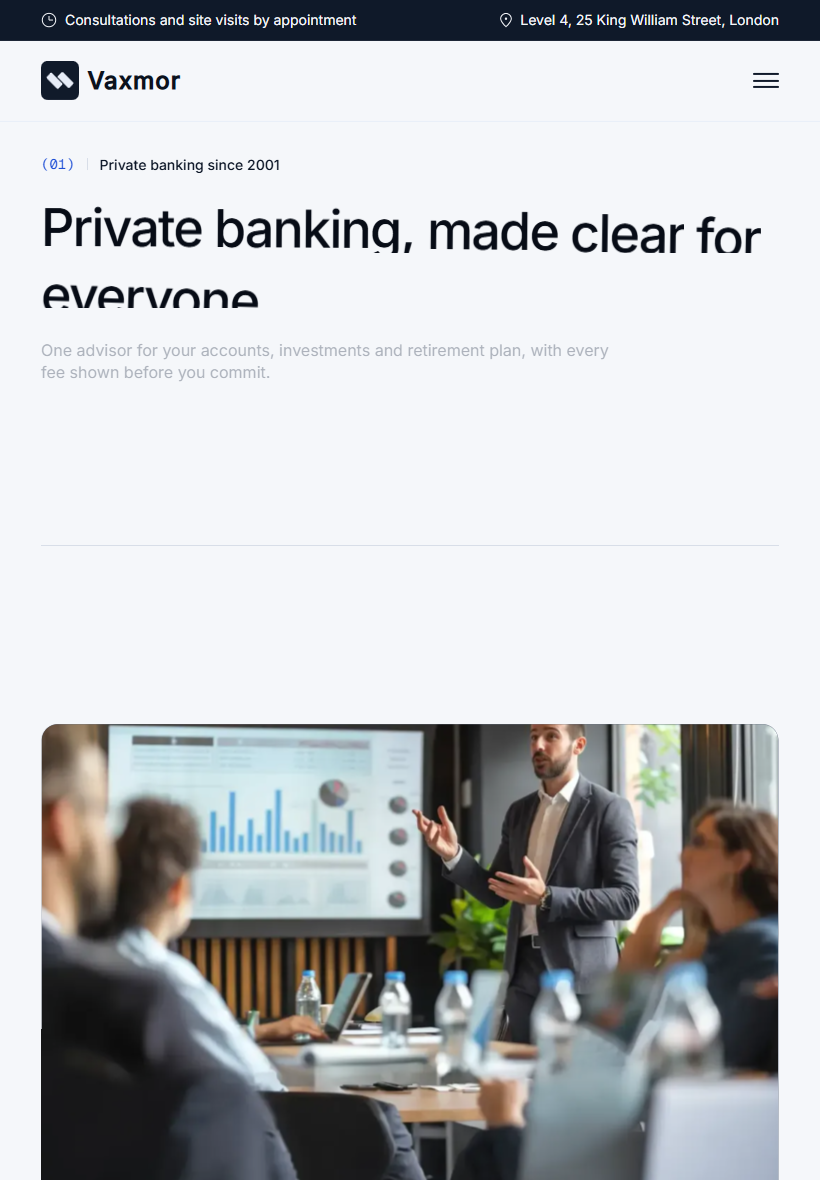 Consultations and site visits by appointment
Level 4, 25 King William Street, London
Vaxmor
(01)
Private banking since 2001
Private banking, made clear for
everyone
One advisor for your accounts, investments and retirement plan, with every
fee shown before you commit.